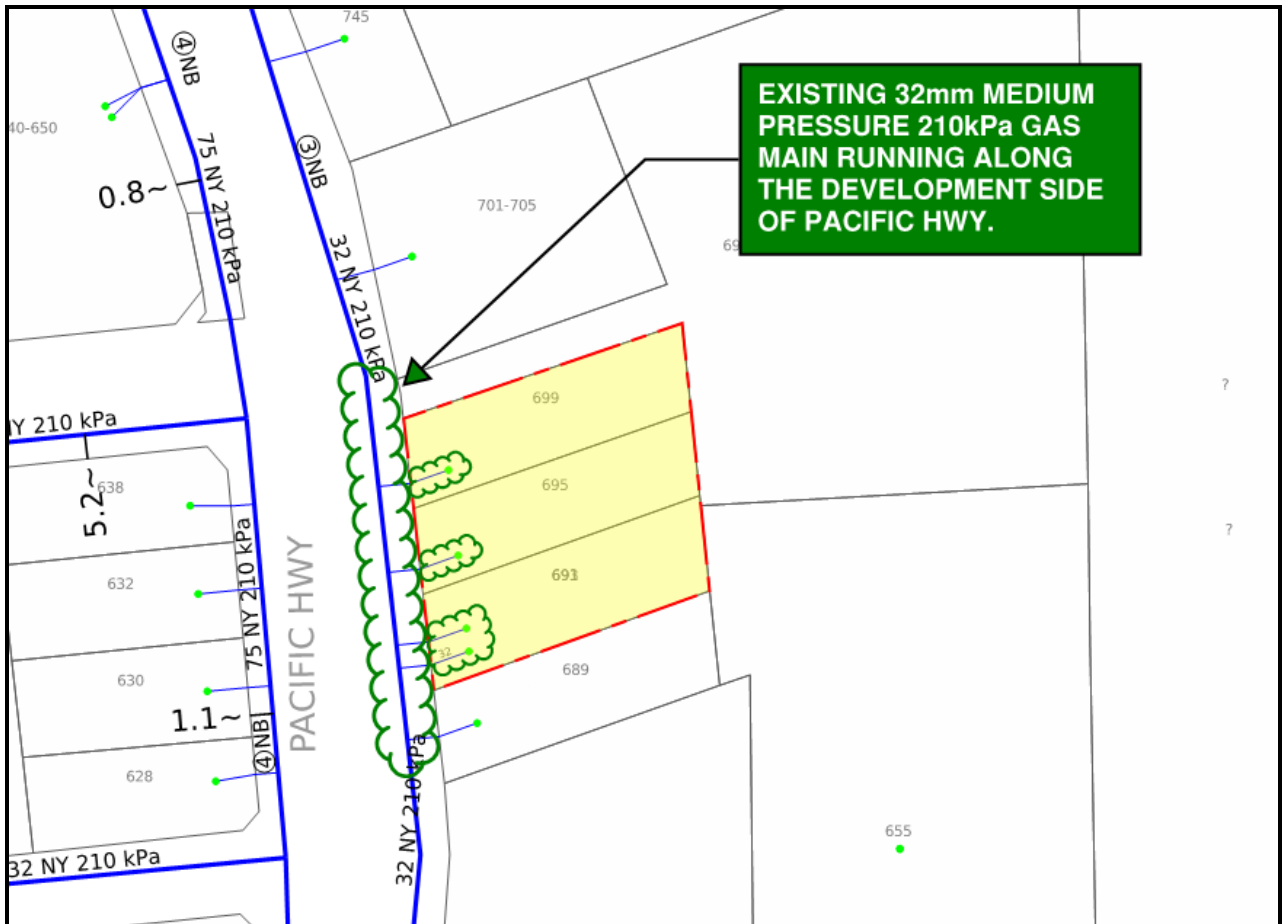 745
④NB
EXISTING 32mm MEDIUM
PRESSURE 210kPa GAS
MAIN RUNNING ALONG
THE DEVELOPMENT SIDE
OF PACIFIC HWY.
40-650
③NB
75 NY 210 kPa
0.8~
701-705
69
32 NY 210 kPa
699
?
NY 210 kPa
638
5.2~
695
?
75 NY 210 kPa
PACIFIC HWY
632
691
32
689
630
1.1~
④NB
628
32 NY 210 kPa
655
32 NY 210 kPa